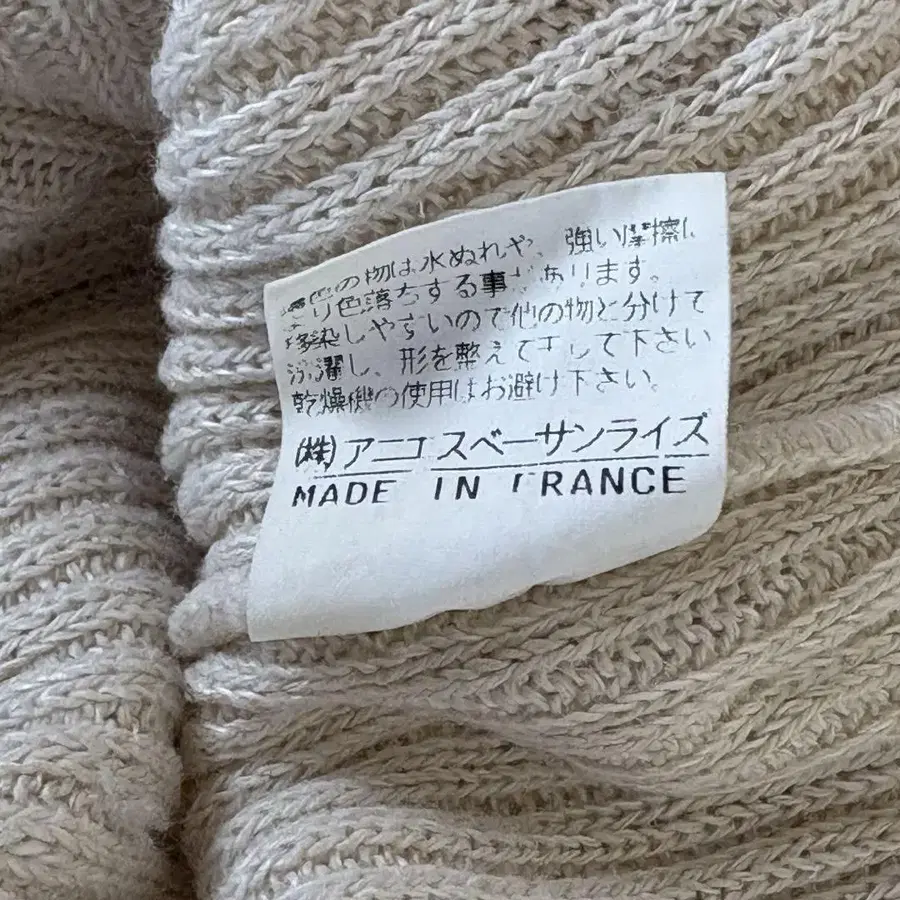 色の物は水ぬれや、強い摩擦に
より色落ちする事があります。
移染しやすいので他の物と分けて
洗濯し、形を整えて干して下さい
乾燥機の使用はお避け下さい。
(株)アニエスベーサンライズ
MADE IN FRANCE